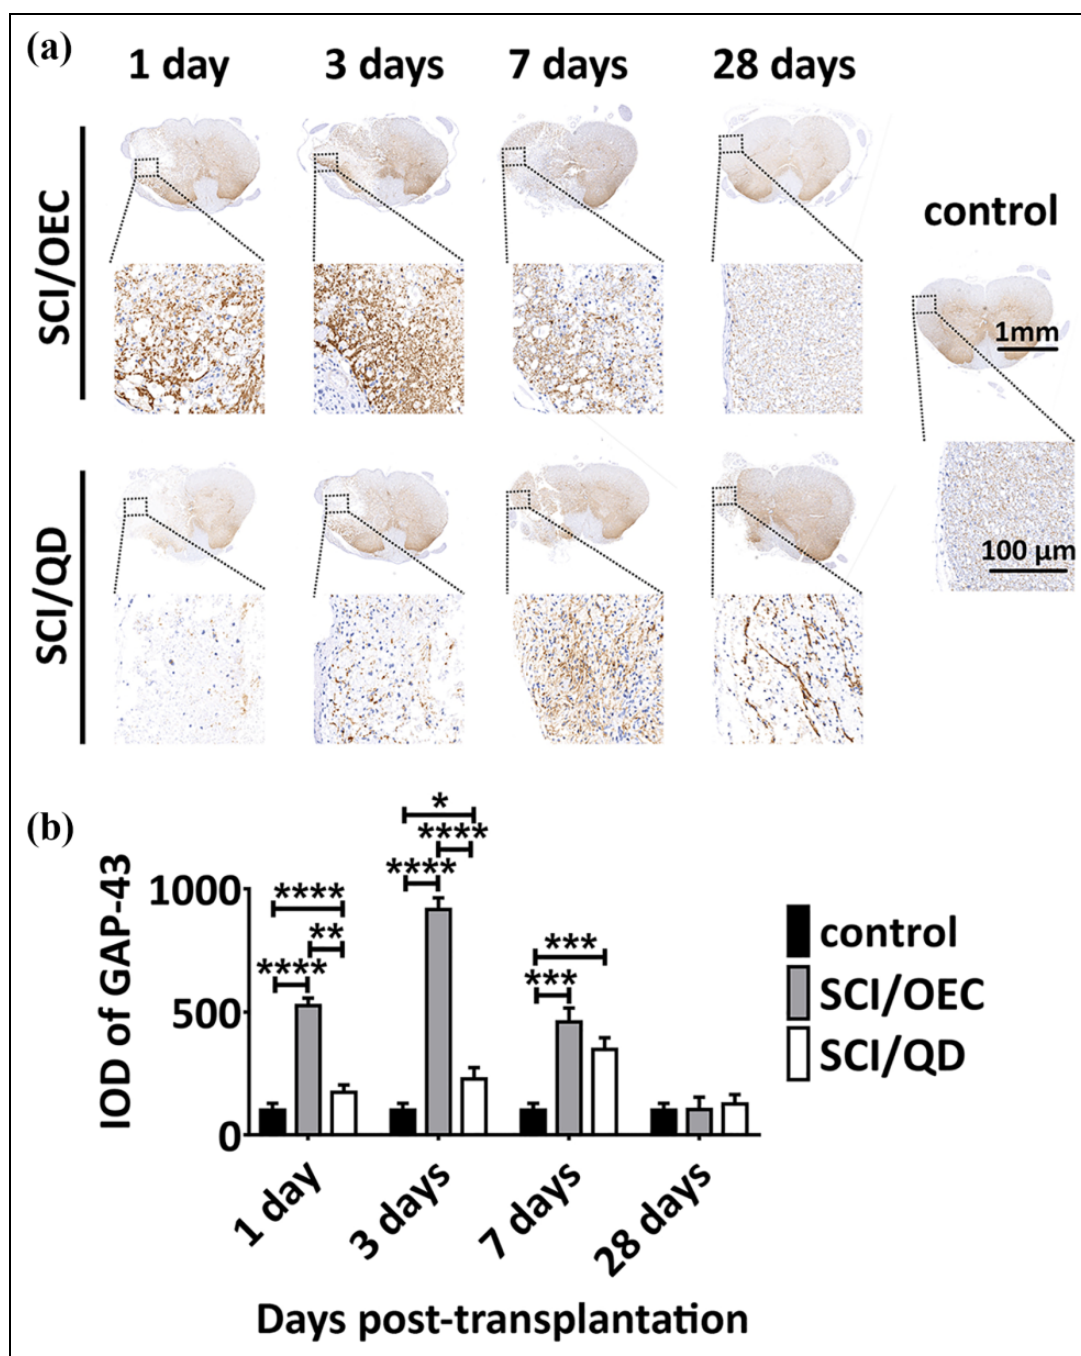 (a)
1 day 3 days 7 days 28 days
SCI/OEC
control
1mm
100 µm
SCI/QD
(b)
IOD of GAP-43
1000
500
0
* 
**** 
**** 
**** 
** 
**** 
*** 
***
control
SCI/OEC
SCI/QD
1 day 3 days 7 days 28 days
Days post-transplantation